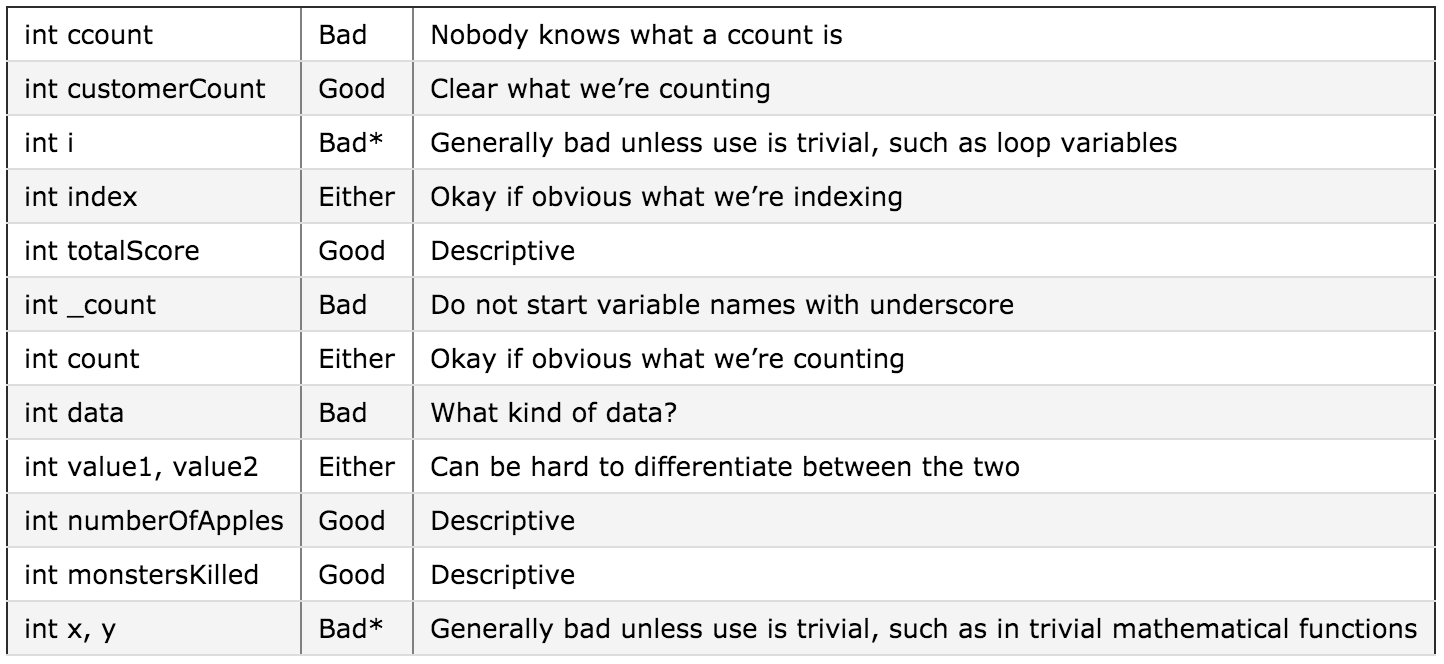 int ccount Bad Nobody knows what a ccount is
int customerCount Good Clear what we’re counting
int i Bad* Generally bad unless use is trivial, such as loop variables
int index Either Okay if obvious what we’re indexing
int totalScore Good Descriptive
int _count Bad Do not start variable names with underscore
int count Either Okay if obvious what we’re counting
int data Bad What kind of data?
int value1, value2 Either Can be hard to differentiate between the two
int numberOfApples Good Descriptive
int monstersKilled Good Descriptive
int x, y Bad* Generally bad unless use is trivial, such as in trivial mathematical functions